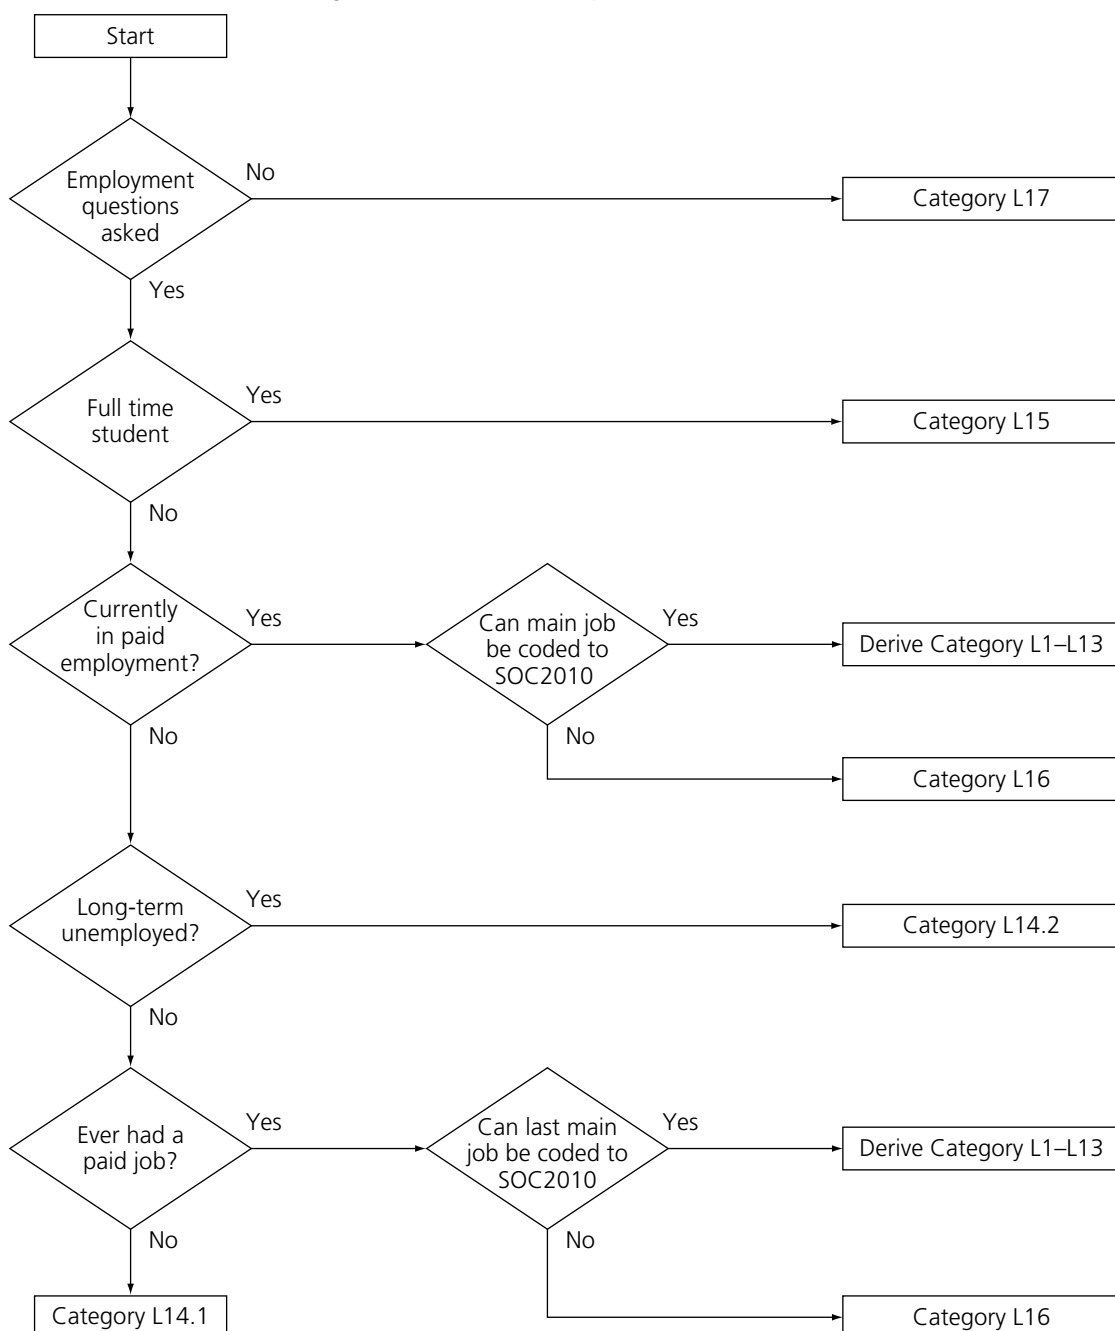 Start
Employment
questions
asked
No
Category L17
Yes
Full time
student
Yes
Category L15
No
Currently
in paid
employment?
Yes
Can main job
be coded to
SOC2010
Yes
Derive Category L1–L13
No
No
Category L16
Long-term
unemployed?
Yes
Category L14.2
No
Ever had a
paid job?
Yes
Can last main
job be coded to
SOC2010
Yes
Derive Category L1–L13
No
No
Category L14.1
Category L16